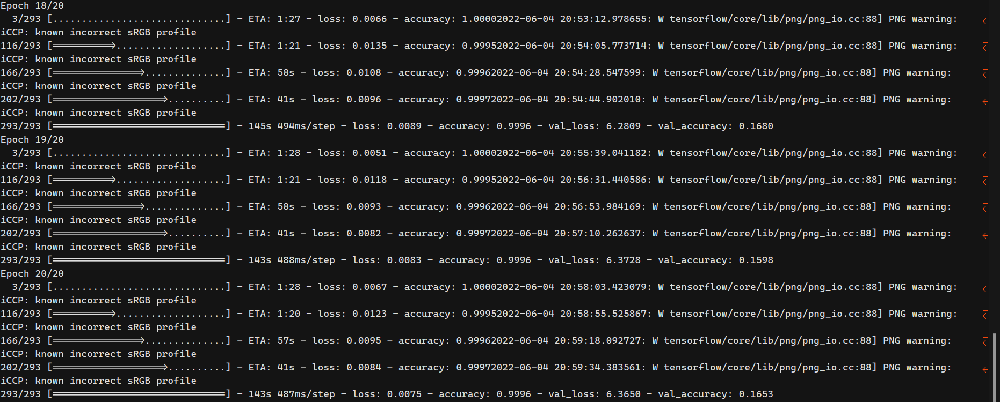 Epoch 18/20
3/293 [..............................] - ETA: 1:27 - loss: 0.0066 - accuracy: 1.00002022-06-04 20:53:12.978655: W tensorflow/core/lib/png/png_io.cc:88] PNG warning:
iCCP: known incorrect sRGB profile
116/293 [==========>...................] - ETA: 1:21 - loss: 0.0135 - accuracy: 0.99952022-06-04 20:54:05.773714: W tensorflow/core/lib/png/png_io.cc:88] PNG warning:
iCCP: known incorrect sRGB profile
166/293 [===============>..............] - ETA: 58s - loss: 0.0108 - accuracy: 0.99962022-06-04 20:54:28.547599: W tensorflow/core/lib/png/png_io.cc:88] PNG warning:
iCCP: known incorrect sRGB profile
202/293 [===================>..........] - ETA: 41s - loss: 0.0096 - accuracy: 0.99972022-06-04 20:54:44.902010: W tensorflow/core/lib/png/png_io.cc:88] PNG warning:
iCCP: known incorrect sRGB profile
293/293 [==============================] - 145s 494ms/step - loss: 0.0089 - accuracy: 0.9996 - val_loss: 6.2809 - val_accuracy: 0.1680
Epoch 19/20
3/293 [..............................] - ETA: 1:28 - loss: 0.0051 - accuracy: 1.00002022-06-04 20:55:39.041182: W tensorflow/core/lib/png/png_io.cc:88] PNG warning:
iCCP: known incorrect sRGB profile
116/293 [==========>...................] - ETA: 1:21 - loss: 0.0118 - accuracy: 0.99952022-06-04 20:56:31.440586: W tensorflow/core/lib/png/png_io.cc:88] PNG warning:
iCCP: known incorrect sRGB profile
166/293 [===============>..............] - ETA: 58s - loss: 0.0093 - accuracy: 0.99962022-06-04 20:56:53.984169: W tensorflow/core/lib/png/png_io.cc:88] PNG warning:
iCCP: known incorrect sRGB profile
202/293 [===================>..........] - ETA: 41s - loss: 0.0082 - accuracy: 0.99972022-06-04 20:57:10.262637: W tensorflow/core/lib/png/png_io.cc:88] PNG warning:
iCCP: known incorrect sRGB profile
293/293 [==============================] - 143s 488ms/step - loss: 0.0083 - accuracy: 0.9996 - val_loss: 6.3728 - val_accuracy: 0.1598
Epoch 20/20
3/293 [..............................] - ETA: 1:28 - loss: 0.0067 - accuracy: 1.00002022-06-04 20:58:03.423079: W tensorflow/core/lib/png/png_io.cc:88] PNG warning:
iCCP: known incorrect sRGB profile
116/293 [==========>...................] - ETA: 1:20 - loss: 0.0123 - accuracy: 0.99952022-06-04 20:58:55.525867: W tensorflow/core/lib/png/png_io.cc:88] PNG warning:
iCCP: known incorrect sRGB profile
166/293 [===============>..............] - ETA: 57s - loss: 0.0095 - accuracy: 0.99962022-06-04 20:59:18.092727: W tensorflow/core/lib/png/png_io.cc:88] PNG warning:
iCCP: known incorrect sRGB profile
202/293 [===================>..........] - ETA: 41s - loss: 0.0084 - accuracy: 0.99972022-06-04 20:59:34.383561: W tensorflow/core/lib/png/png_io.cc:88] PNG warning:
iCCP: known incorrect sRGB profile
293/293 [==============================] - 143s 487ms/step - loss: 0.0075 - accuracy: 0.9996 - val_loss: 6.3650 - val_accuracy: 0.1653